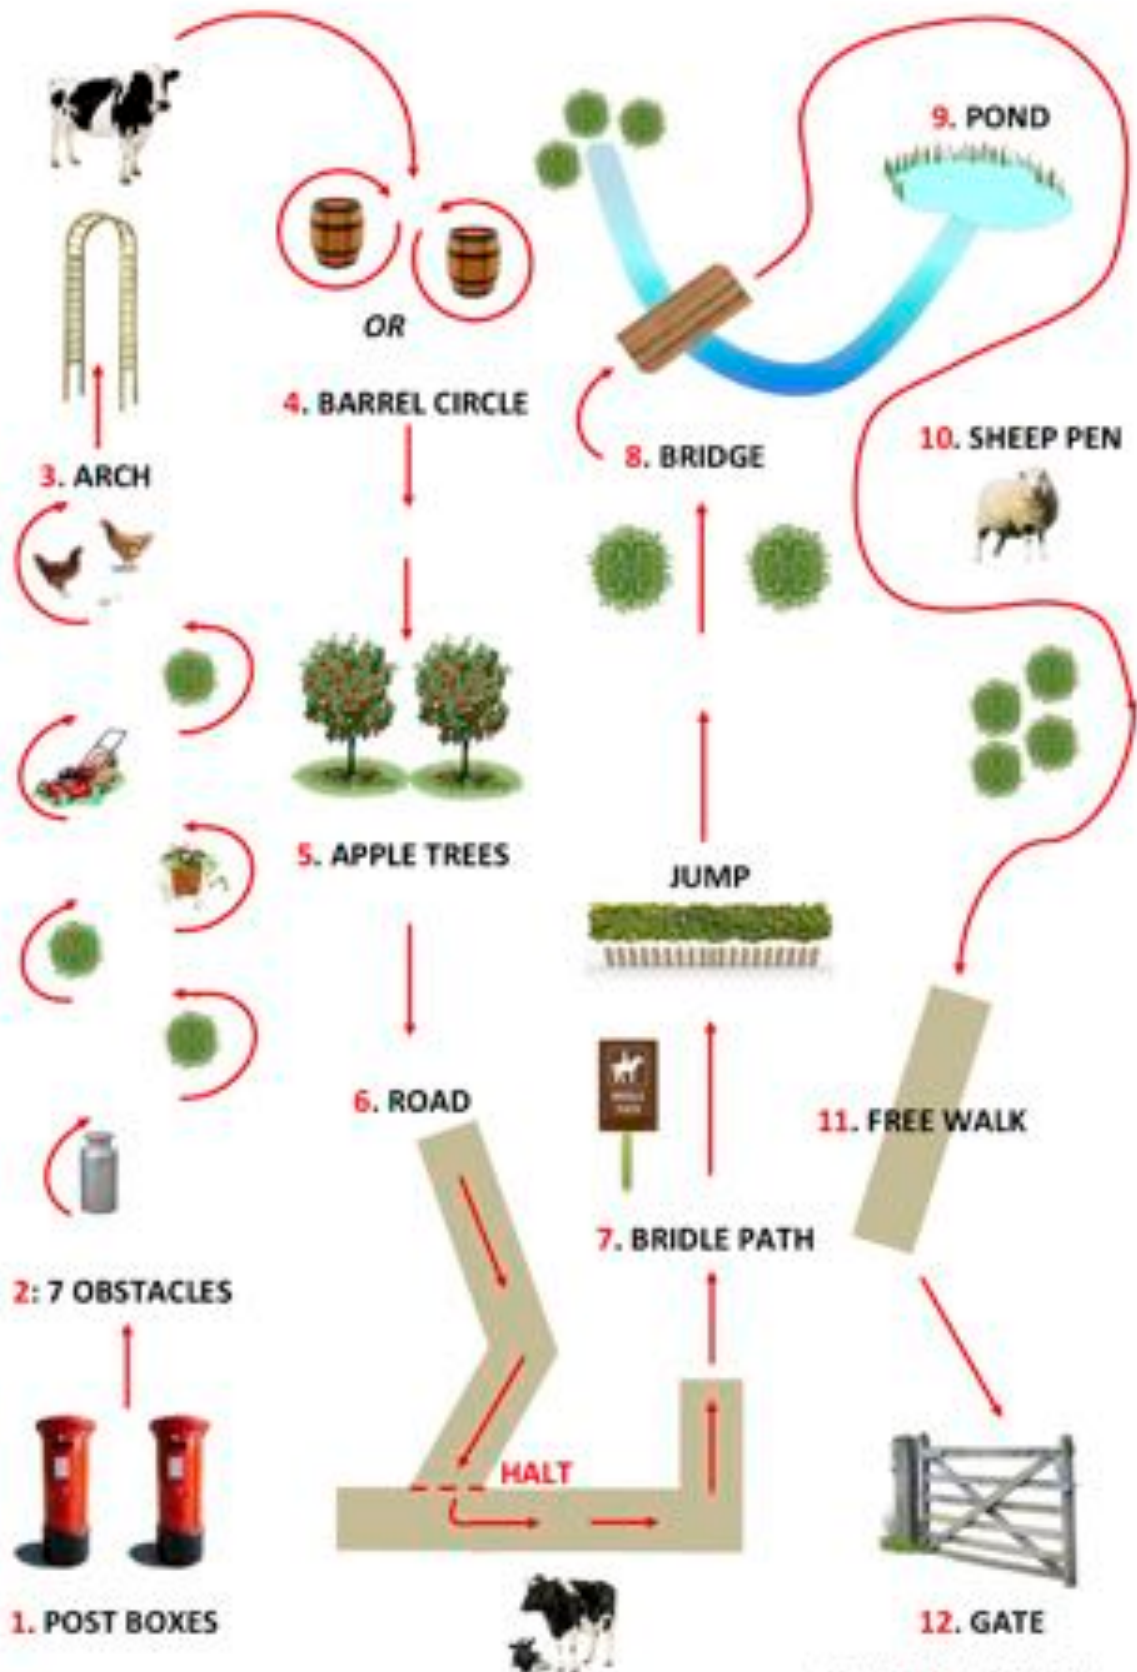 9. POND
OR
4. BARREL CIRCLE
10. SHEEP PEN
8. BRIDGE
3. ARCH
5. APPLE TREES
JUMP
6. ROAD
11. FREE WALK
7. BRIDLE PATH
2: 7 OBSTACLES
HALT
1. POST BOXES
12. GATE